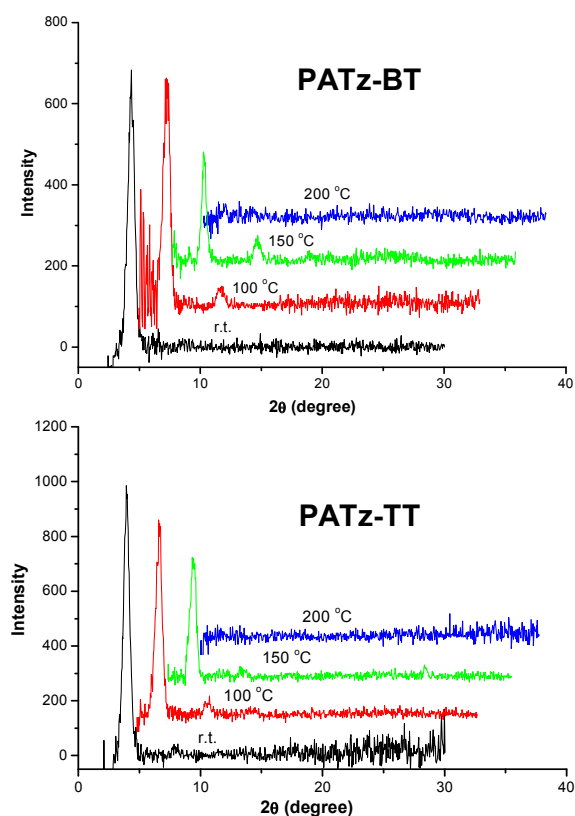 800
PATz-BT
600
Intensity
400
200 °C
150 °C
200
100 °C
r.t.
0
0 10 20 30 40
2θ (degree)
1200
1000
PATz-TT
800
Intensity
600
200 °C
400
150 °C
200
100 °C
r.t.
0
0 10 20 30 40
2θ (degree)